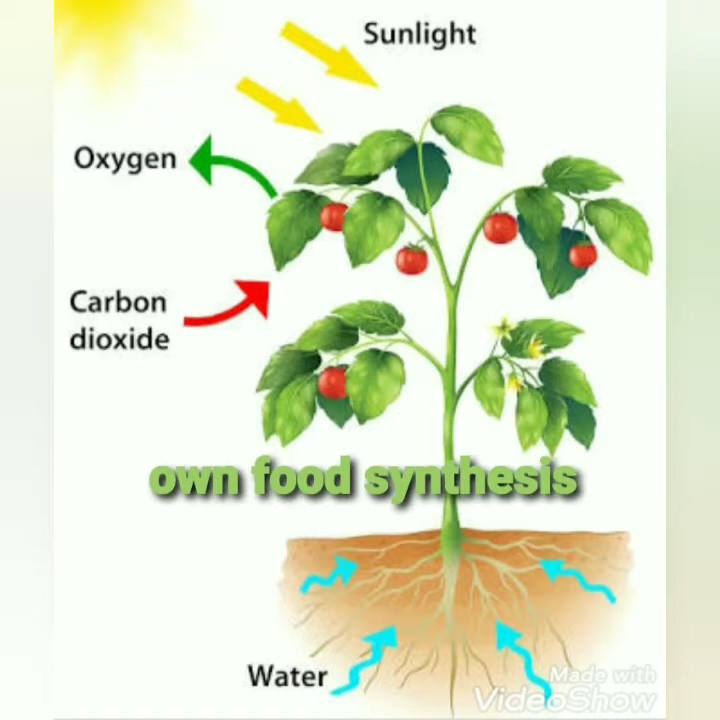 Sunlight
Oxygen
Carbon
dioxide
own food synthesis
Water
Made with
VideoShow